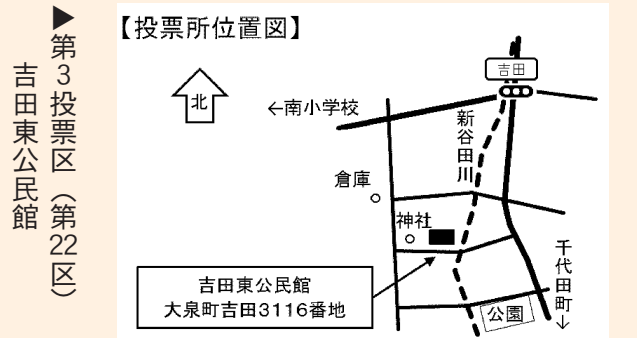 ▶第3投票区（第22区）
吉田東公民館
【投票所位置図】
北
←南小学校
吉田
新谷田川
倉庫
神社
千代田町→
吉田東公民館
大泉町吉田3116番地
公園